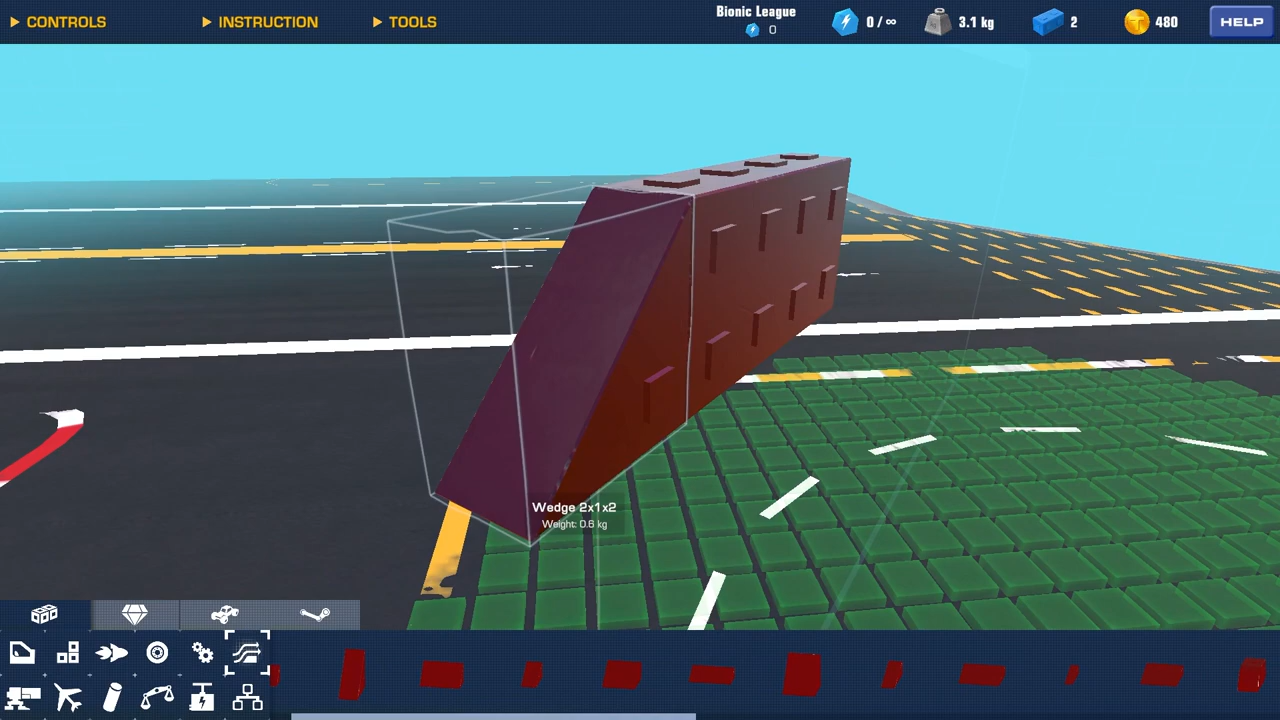 CONTROLS
INSTRUCTION
TOOLS
Bionic League
0
0 / ∞
3.1 kg
2
480
HELP
Wedge 2x1x2
Weight: 0.6 kg